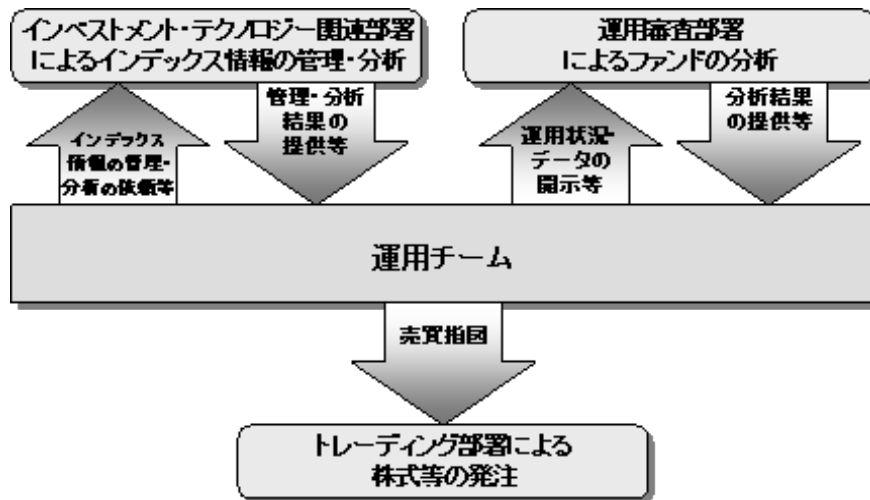 インベストメント・テクノロジー関連部署
によるインデックス情報の管理・分析
運用審査部署
によるファンドの分析
インデックス
情報の管理・
分析の依頼等
管理・分析
結果の
提供等
運用状況・
データの
開示等
分析結果
の提供等
運用チーム
売買指図
トレーディング部署による
株式等の発注